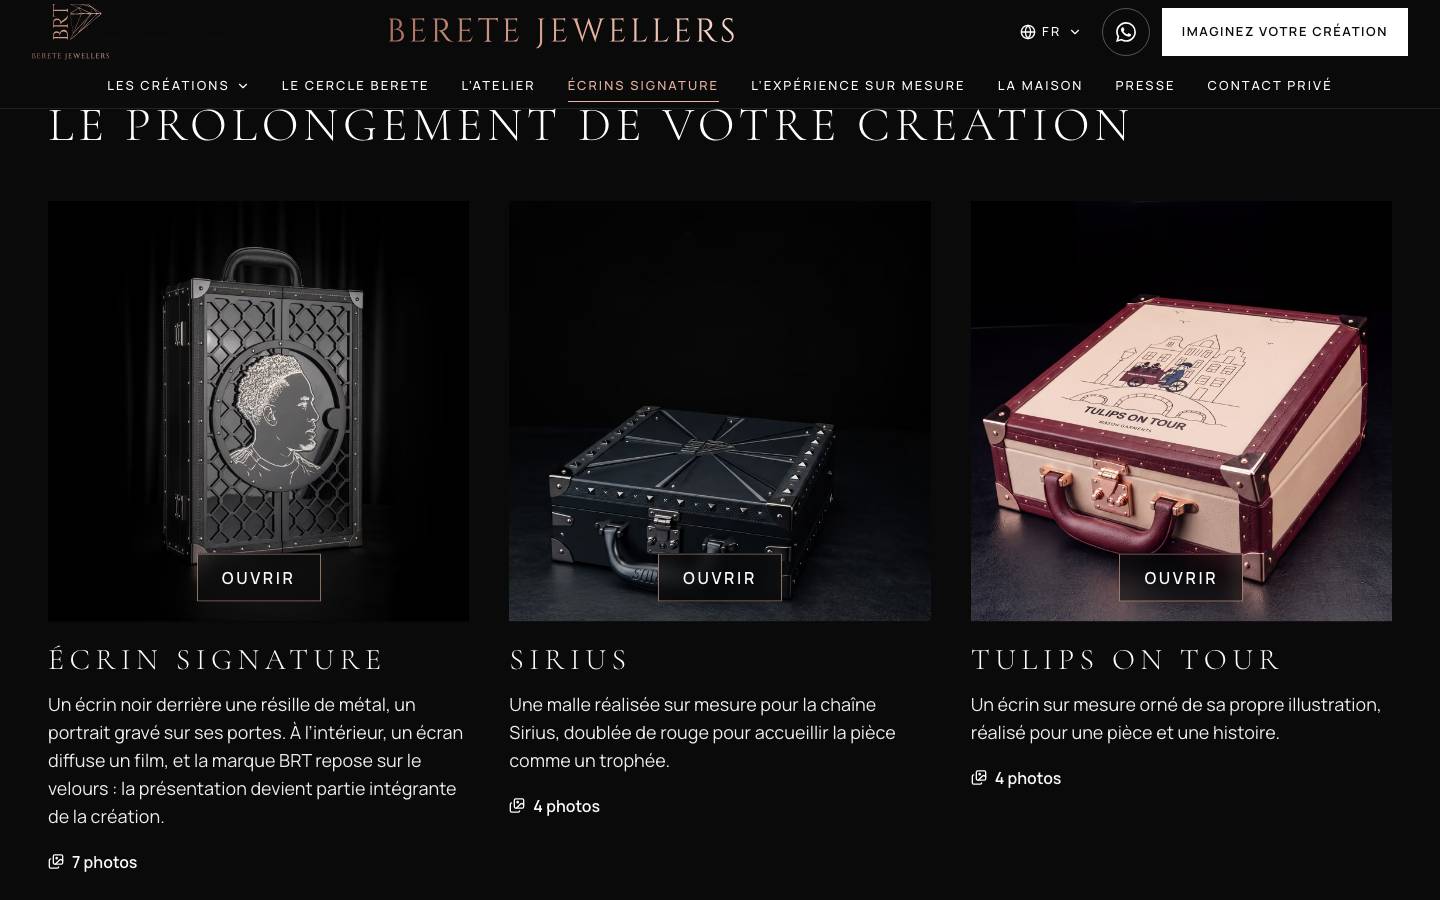 BRT
BERETE JEWELLERS
BERETE JEWELLERS
FR
IMAGINEZ VOTRE CRÉATION
LES CRÉATIONS
LE CERCLE BERETE
L'ATELIER
ÉCRINS SIGNATURE
L'EXPÉRIENCE SUR MESURE
LA MAISON
PRESSE
CONTACT PRIVÉ
LE PROLONGEMENT DE VOTRE CRÉATION
TULIPS ON TOUR
OUVRIR
OUVRIR
OUVRIR
ÉCRIN SIGNATURE
Un écrin noir derrière une résille de métal, un
portrait gravé sur ses portes. À l'intérieur, un écran
diffuse un film, et la marque BRT repose sur le
velours : la présentation devient partie intégrante
de la création.
7 photos
SIRIUS
Une malle réalisée sur mesure pour la chaîne
Sirius, doublée de rouge pour accueillir la pièce
comme un trophée.
4 photos
TULIPS ON TOUR
Un écrin sur mesure orné de sa propre illustration,
réalisé pour une pièce et une histoire.
4 photos